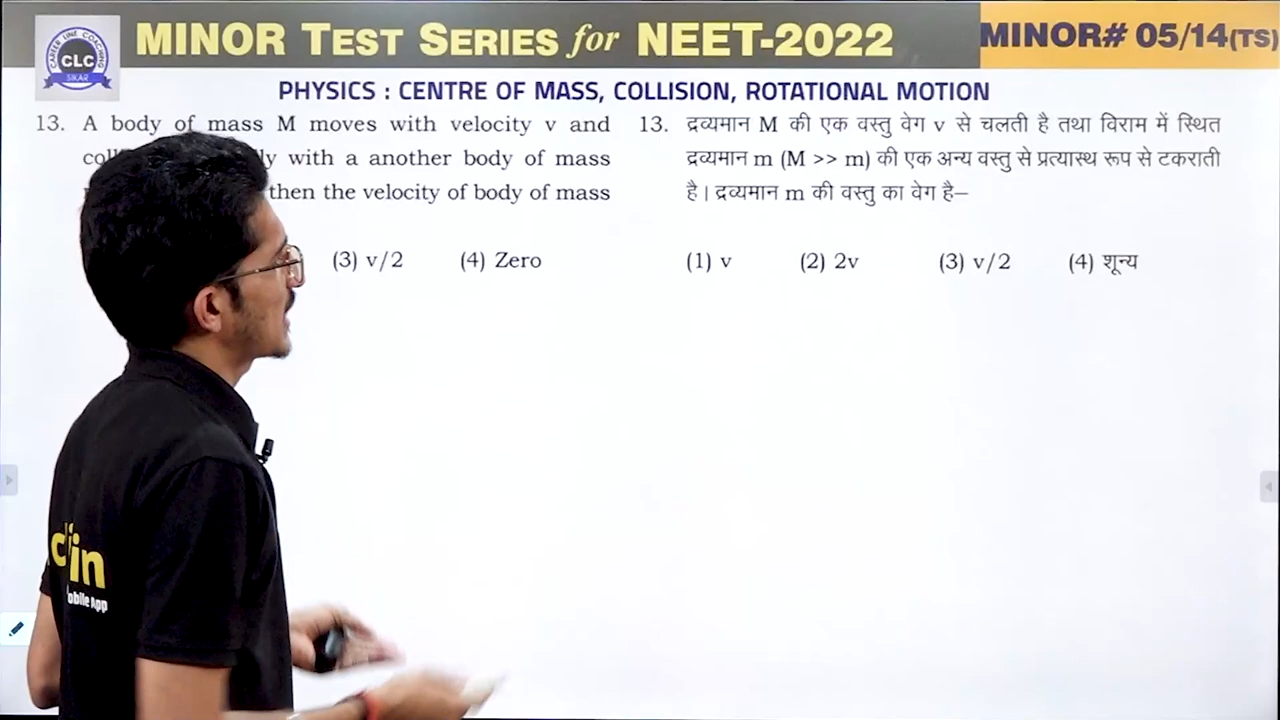 MINOR TEST SERIES for NEET-2022
MINOR# 05/14(TS)
CAREER LINE COACHING
CLC
SIKAR
PHYSICS : CENTRE OF MASS, COLLISION, ROTATIONAL MOTION
13. A body of mass M moves with velocity v and
with a another body of mass
then the velocity of body of mass
(3) v/2 (4) Zero
13. द्रव्यमान M की एक वस्तु वेग v से चलती है तथा विराम में स्थित
द्रव्यमान m (M >> m) की एक अन्य वस्तु से प्रत्यास्थ रूप से टकराती
है। द्रव्यमान m की वस्तु का वेग है–
(1) v (2) 2v (3) v/2 (4) शून्य
in
Mobile App